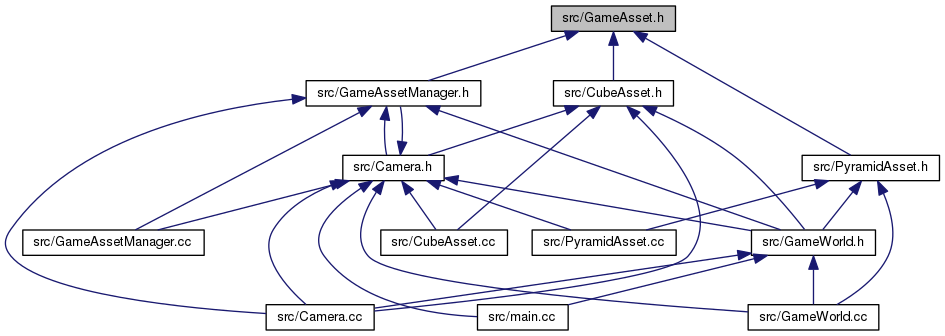 src/GameAsset.h
src/GameAssetManager.h
src/CubeAsset.h
src/Camera.h
src/PyramidAsset.h
src/GameAssetManager.cc
src/CubeAsset.cc
src/PyramidAsset.cc
src/GameWorld.h
src/Camera.cc
src/main.cc
src/GameWorld.cc